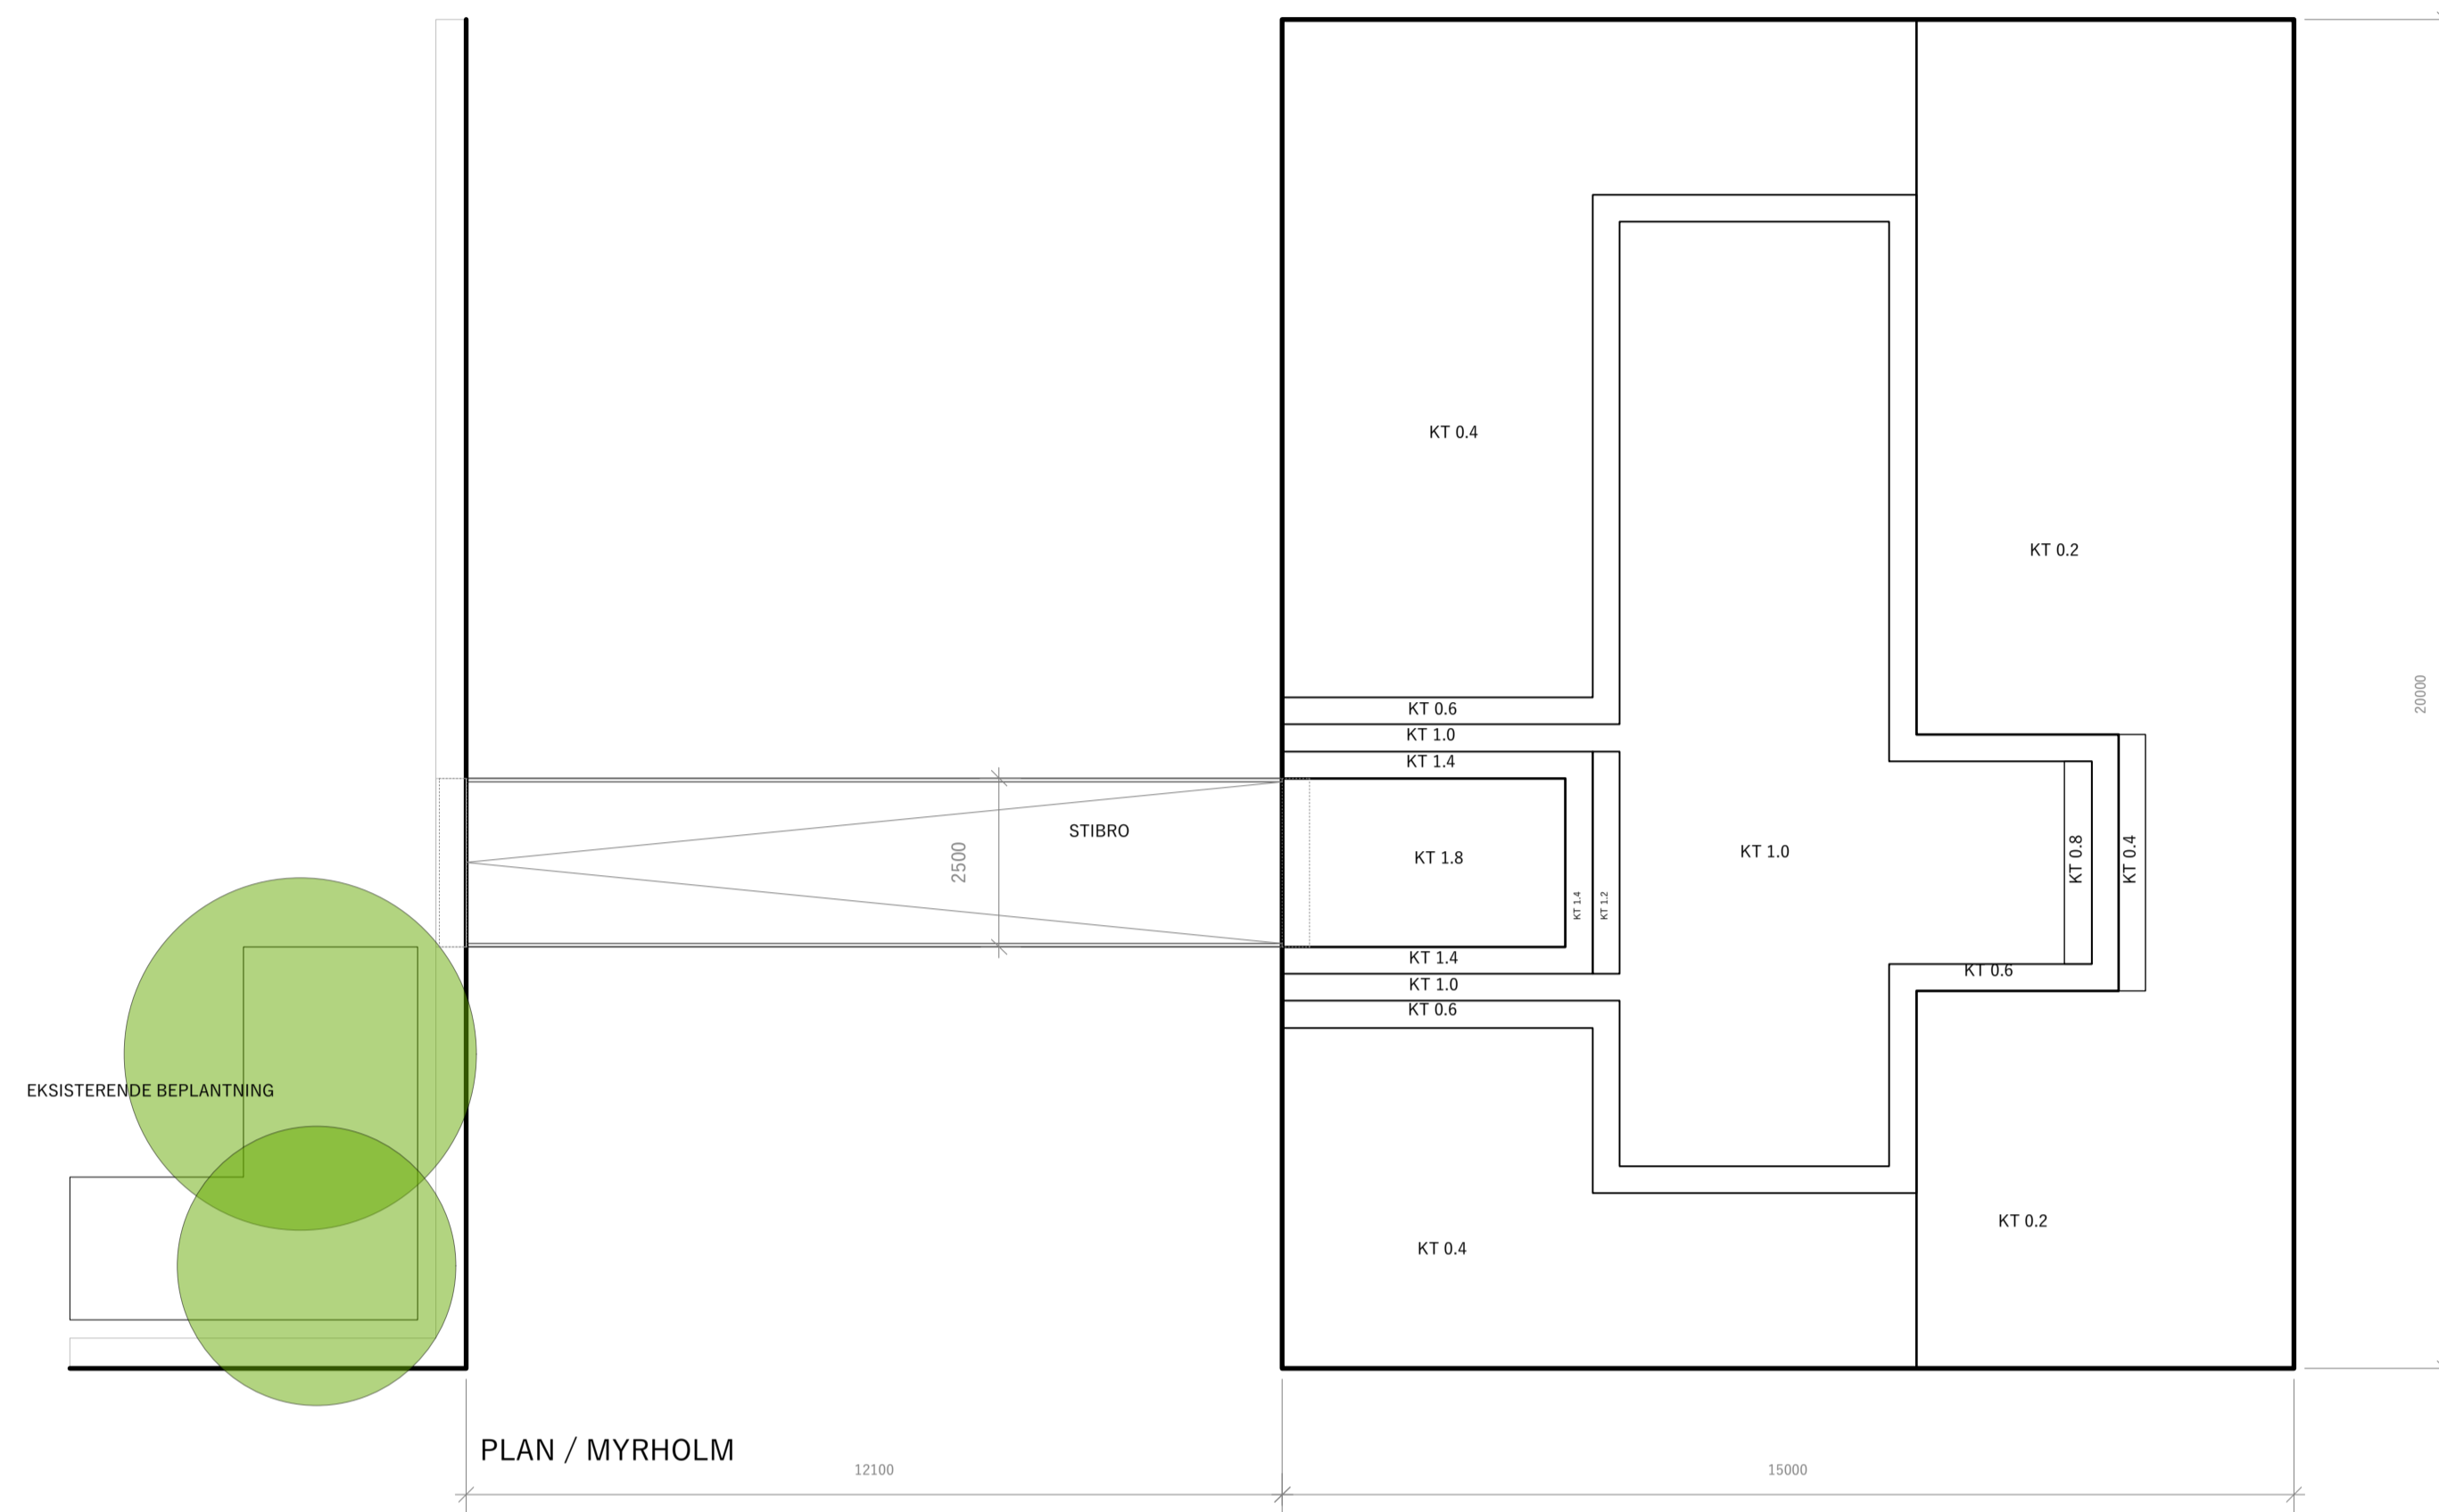 KT 0.4
KT 0.2
20000
KT 0.6
KT 1.0
KT 1.4
STIBRO
2500
KT 1.8
KT 1.4
KT 1.2
KT 1.0
KT 0.8
KT 0.4
KT 1.4
KT 0.6
KT 1.0
KT 0.6
EKSISTERENDE BEPLANTNING
KT 0.2
KT 0.4
PLAN / MYRHOLM
12100
15000